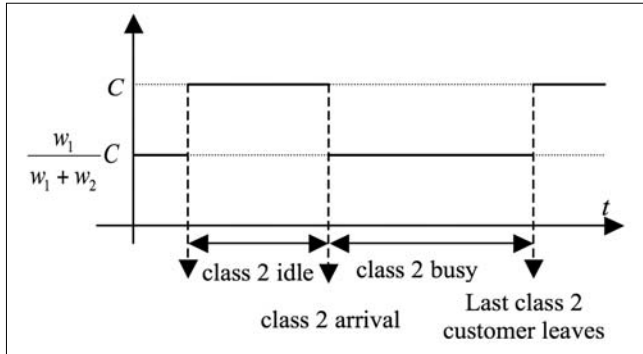 C
w₁
C
w₁ + w₂
t
class 2 idle
class 2 busy
class 2 arrival
Last class 2
customer leaves